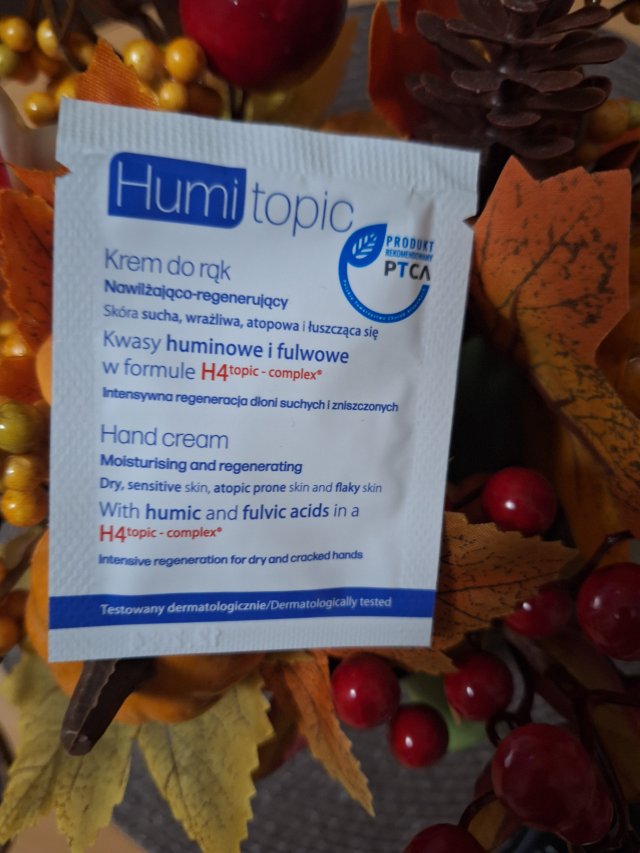 Humi topic
PRODUKT
REKOMENDOWANY
PTCA
Krem do rąk
Nawilżająco-regenerujący
Skóra sucha, wrażliwa, atopowa i łuszcząca się
Kwasy huminowe i fulwowe
w formule H4topic - complex®
Intensywna regeneracja dłoni suchych i zniszczonych
Hand cream
Moisturising and regenerating
Dry, sensitive skin, atopic prone skin and flaky skin
With humic and fulvic acids in a
H4topic - complex®
Intensive regeneration for dry and cracked hands
Testowany dermatologicznie/Dermatologically tested